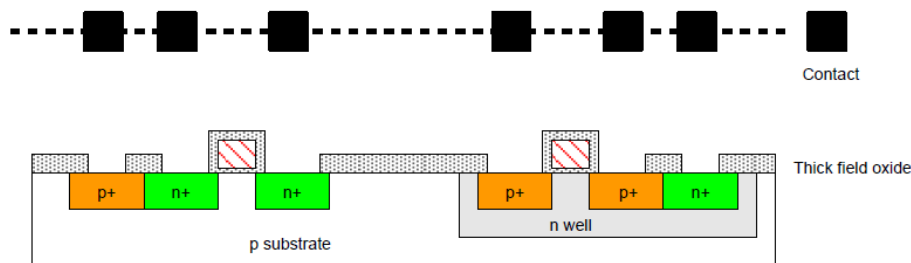 Contact
Thick field oxide
p+ n+ n+ p+ p+ n+
n well
p substrate